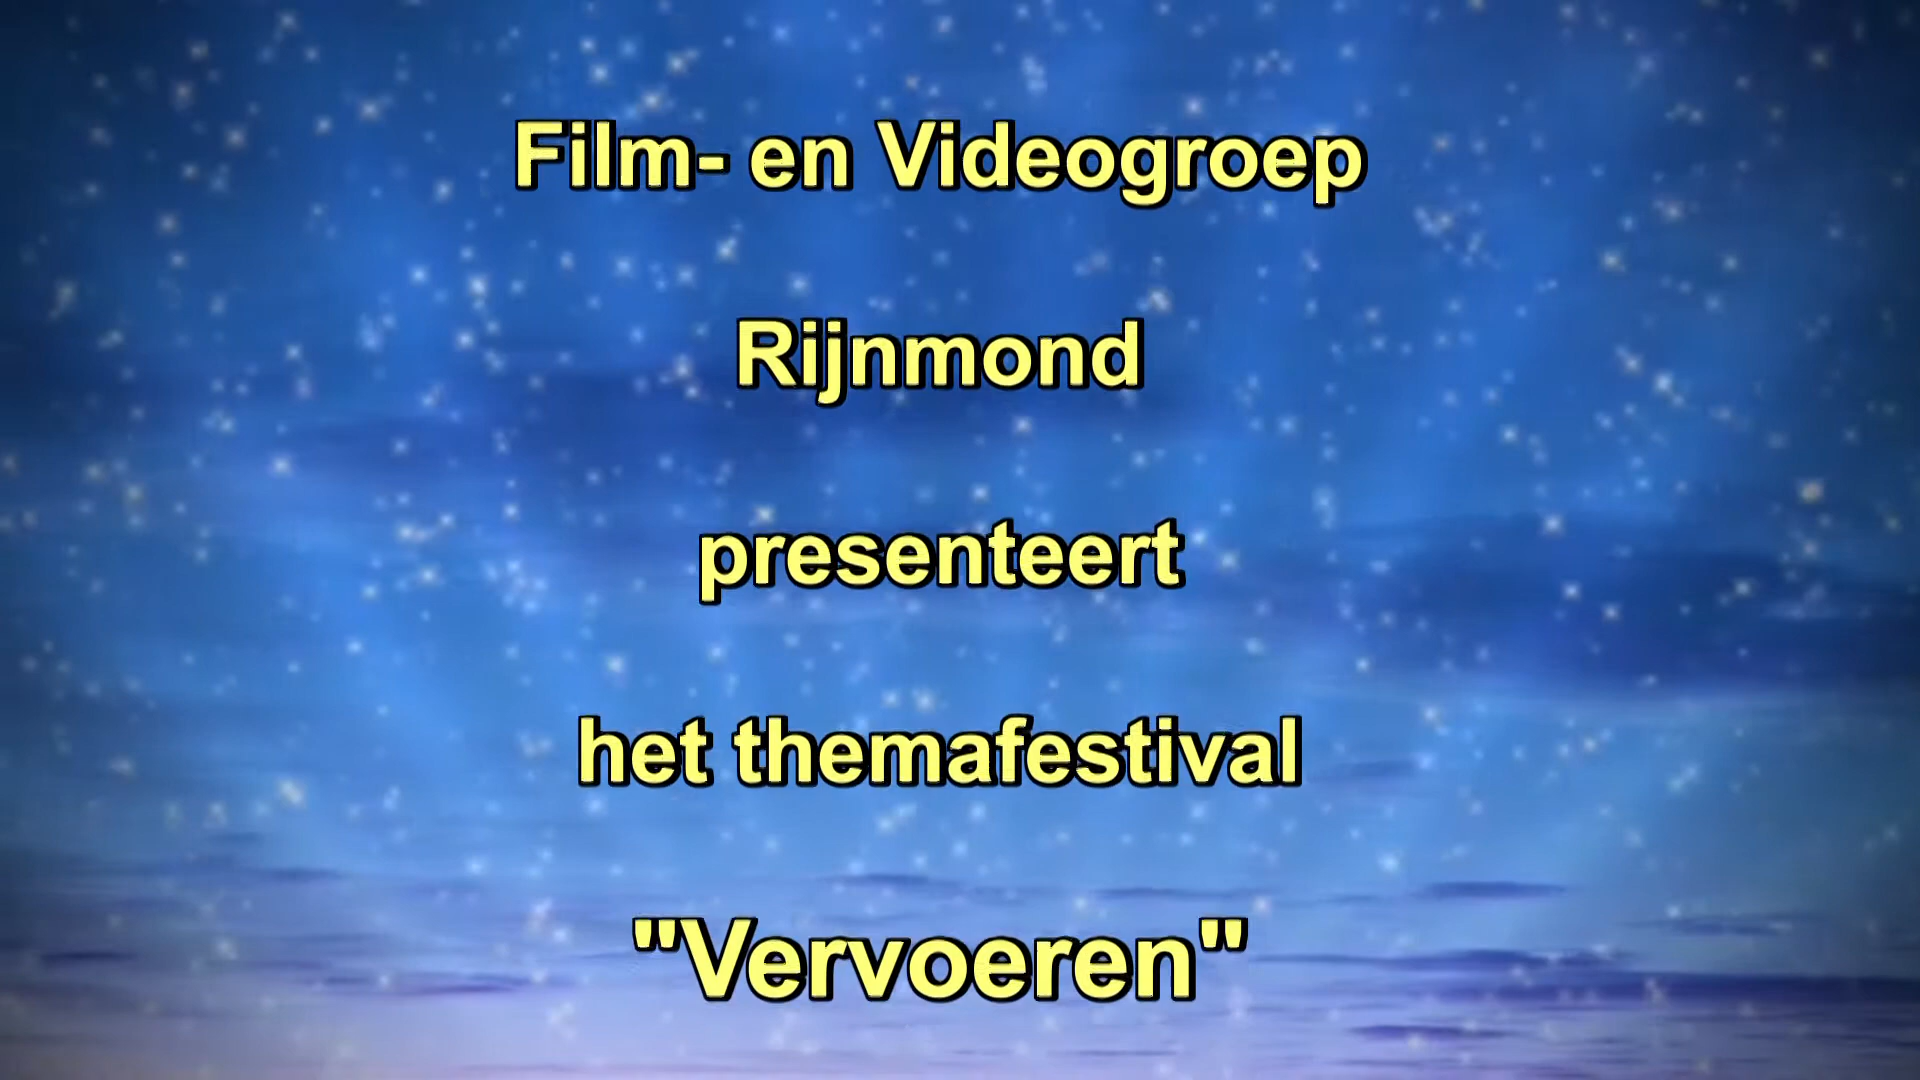 Film- en Videogroep
Rijnmond
presenteert
het themafestival
"Vervoeren"